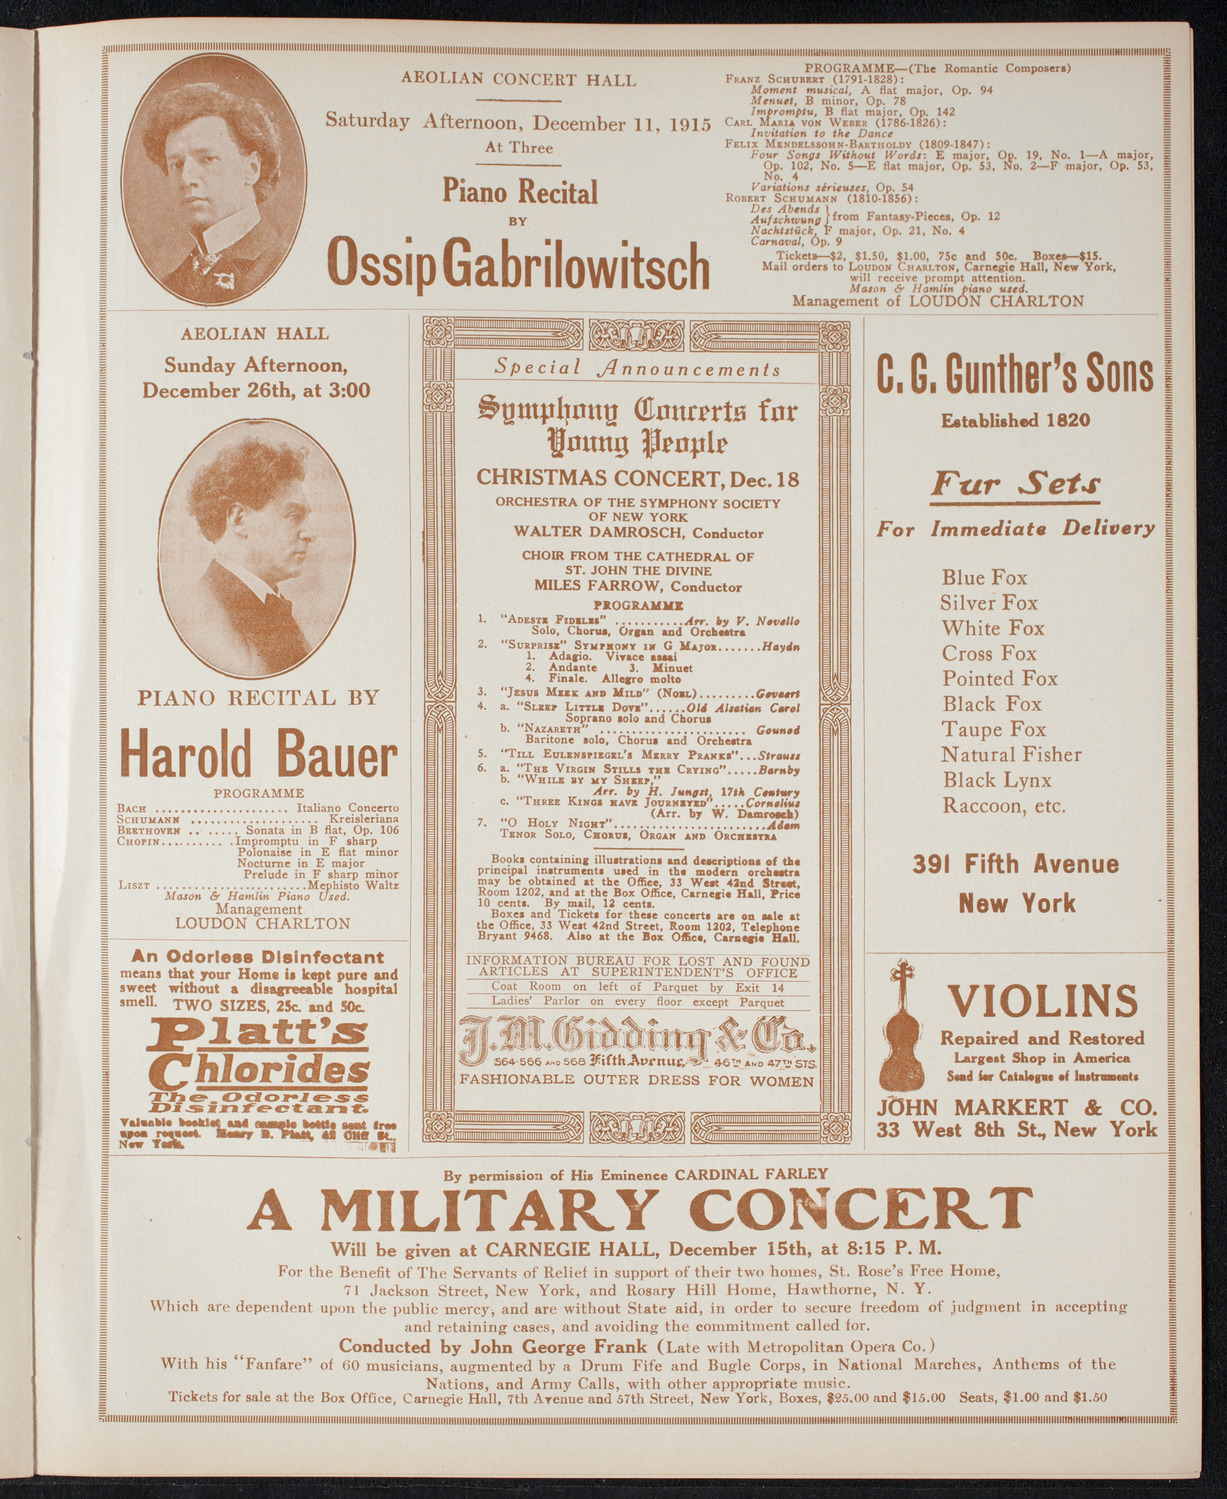 AEOLIAN CONCERT HALL
Saturday Afternoon, December 11, 1915
At Three
Piano Recital
BY
Ossip Gabrilowitsch
PROGRAMME—(The Romantic Composers)
FRANZ SCHUBERT (1791-1828):
Moment musical, A flat major, Op. 94
Menuet, B minor, Op. 78
Impromptu, B flat major, Op. 142
CARL MARIA VON WEBER (1786-1826):
Invitation to the Dance
FELIX MENDELSSOHN-BARTHOLDY (1809-1847):
Four Songs Without Words: E major, Op. 19, No. 1—A major,
Op. 102, No. 5—E flat major, Op. 53, No. 2—F major, Op. 53,
No. 4
Variations sérieuses, Op. 54
ROBERT SCHUMANN (1810-1856):
Des Abends
Aufschwung } from Fantasy-Pieces, Op. 12
Nachtstück, F major, Op. 21, No. 4
Carnaval, Op. 9
Tickets—$2, $1.50, $1.00, 75c and 50c. Boxes—$15.
Mail orders to LOUDON CHARLTON, Carnegie Hall, New York,
will receive prompt attention.
Mason & Hamlin piano used.
Management of LOUDON CHARLTON
AEOLIAN HALL
Sunday Afternoon,
December 26th, at 3:00
PIANO RECITAL BY
Harold Bauer
PROGRAMME
BACH .................... Italiano Concerto
SCHUMANN .................... Kreisleriana
BEETHOVEN .. ...... Sonata in B flat, Op. 106
CHOPIN.......... .Impromptu in F sharp
Polonaise in E flat minor
Nocturne in E major
Prelude in F sharp minor
LISZT .......................Mephisto Waltz
Mason & Hamlin Piano Used.
Management
LOUDON CHARLTON
An Odorless Disinfectant
means that your Home is kept pure and
sweet without a disagreeable hospital
smell. TWO SIZES, 25c. and 50c.
Platt's
Chlorides
The Odorless
Disinfectant.
Valuable booklet and sample bottle sent free
upon request. Henry B. Platt, 42 Cliff St.,
New York.
Special Announcements
Symphony Concerts for
Young People
CHRISTMAS CONCERT, Dec. 18
ORCHESTRA OF THE SYMPHONY SOCIETY
OF NEW YORK
WALTER DAMROSCH, Conductor
CHOIR FROM THE CATHEDRAL OF
ST. JOHN THE DIVINE
MILES FARROW, Conductor
PROGRAMME
1. "ADESTE FIDELES" ...........Arr. by V. Novello
Solo, Chorus, Organ and Orchestra
2. "SURPRISE" SYMPHONY IN G MAJOR.......Haydn
1. Adagio. Vivace assai
2. Andante 3. Minuet
4. Finale. Allegro molto
3. "JESUS MEEK AND MILD" (NOEL).........Gevaert
4. a. "SLEEP LITTLE DOVE"......Old Alsatian Carol
Soprano solo and Chorus
b. "NAZARETH" ....................... Gounod
Baritone solo, Chorus and Orchestra
5. "TILL EULENSPIEGEL'S MERRY PRANKS"...Strauss
6. a. "THE VIRGIN STILLS THE CRYING".....Barnby
b. "WHILE BY MY SHEEP,"
Arr. by H. Jungst, 17th Century
c. "THREE KINGS HAVE JOURNEYED".....Cornelius
(Arr. by W. Damrosch)
7. "O HOLY NIGHT".......................Adam
TENOR SOLO, CHORUS, ORGAN AND ORCHESTRA
Books containing illustrations and descriptions of the
principal instruments used in the modern orchestra
may be obtained at the Office, 33 West 42nd Street,
Room 1202, and at the Box Office, Carnegie Hall, Price
10 cents. By mail, 12 cents.
Boxes and Tickets for these concerts are on sale at
the Office, 33 West 42nd Street, Room 1202, Telephone
Bryant 9468. Also at the Box Office, Carnegie Hall.
INFORMATION BUREAU FOR LOST AND FOUND
ARTICLES AT SUPERINTENDENT'S OFFICE
Coat Room on left of Parquet by Exit 14
Ladies' Parlor on every floor except Parquet
J.M. Gidding & Co.
564-566 AND 568 Fifth Avenue, 46TH AND 47TH STS.
FASHIONABLE OUTER DRESS FOR WOMEN
C. G. Gunther's Sons
Established 1820
Fur Sets
For Immediate Delivery
Blue Fox
Silver Fox
White Fox
Cross Fox
Pointed Fox
Black Fox
Taupe Fox
Natural Fisher
Black Lynx
Raccoon, etc.
391 Fifth Avenue
New York
VIOLINS
Repaired and Restored
Largest Shop in America
Send for Catalogue of Instruments
JOHN MARKERT & CO.
33 West 8th St., New York
By permission of His Eminence CARDINAL FARLEY
A MILITARY CONCERT
Will be given at CARNEGIE HALL, December 15th, at 8:15 P. M.
For the Benefit of The Servants of Relief in support of their two homes, St. Rose's Free Home,
71 Jackson Street, New York, and Rosary Hill Home, Hawthorne, N. Y.
Which are dependent upon the public mercy, and are without State aid, in order to secure freedom of judgment in accepting
and retaining cases, and avoiding the commitment called for.
Conducted by John George Frank (Late with Metropolitan Opera Co.)
With his "Fanfare" of 60 musicians, augmented by a Drum Fife and Bugle Corps, in National Marches, Anthems of the
Nations, and Army Calls, with other appropriate music.
Tickets for sale at the Box Office, Carnegie Hall, 7th Avenue and 57th Street, New York, Boxes, $25.00 and $15.00 Seats, $1.00 and $1.50